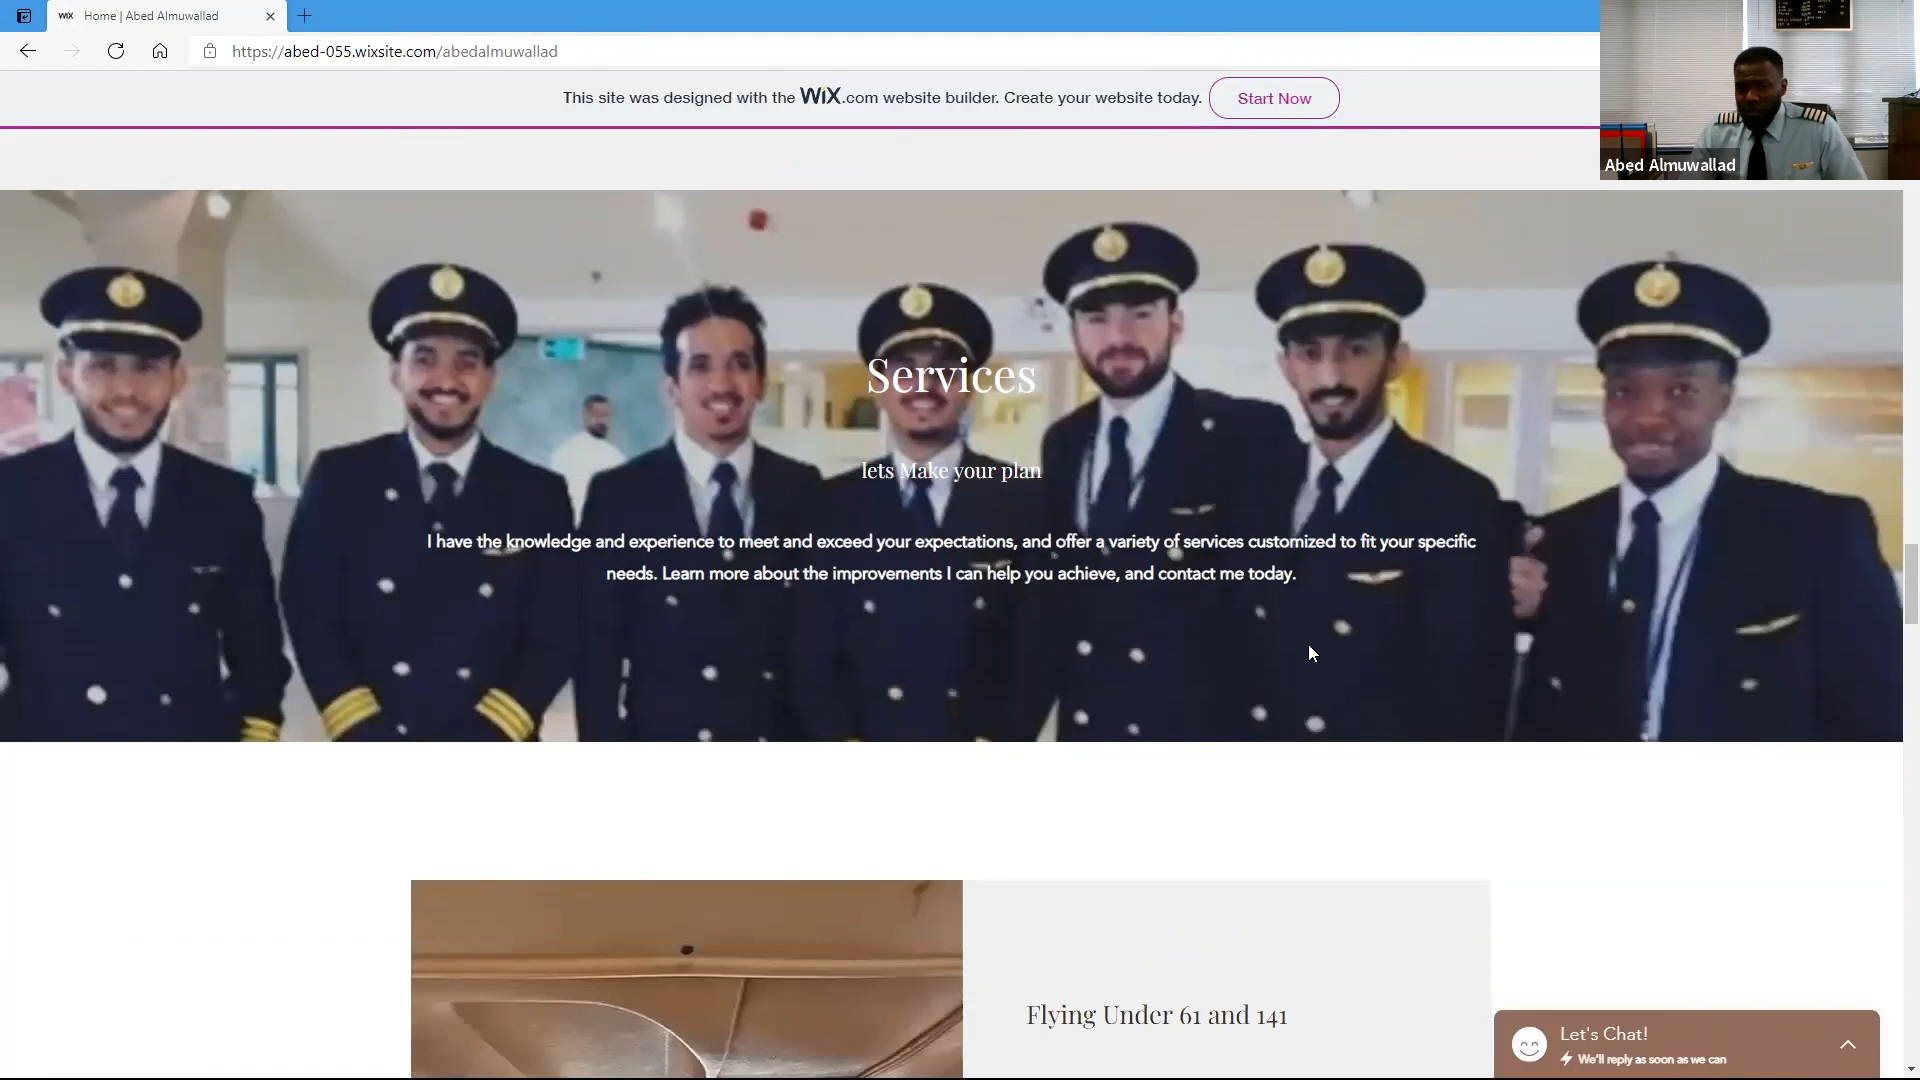 WIX Home | Abed Almuwallad
https://abed-055.wixsite.com/abedalmuwallad
This site was designed with the WiX.com website builder. Create your website today. Start Now
Abed Almuwallad
Services
lets Make your plan
I have the knowledge and experience to meet and exceed your expectations, and offer a variety of services customized to fit your specific
needs. Learn more about the improvements I can help you achieve, and contact me today.
Flying Under 61 and 141
Let's Chat!
We'll reply as soon as we can